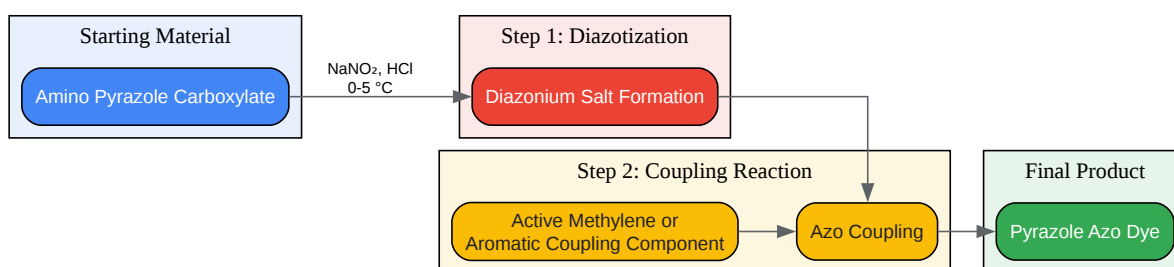 Starting Material
Amino Pyrazole Carboxylate
NaNO₂, HCl
0-5 °C
Step 1: Diazotization
Diazonium Salt Formation
Step 2: Coupling Reaction
Active Methylene or
Aromatic Coupling Component
Azo Coupling
Final Product
Pyrazole Azo Dye